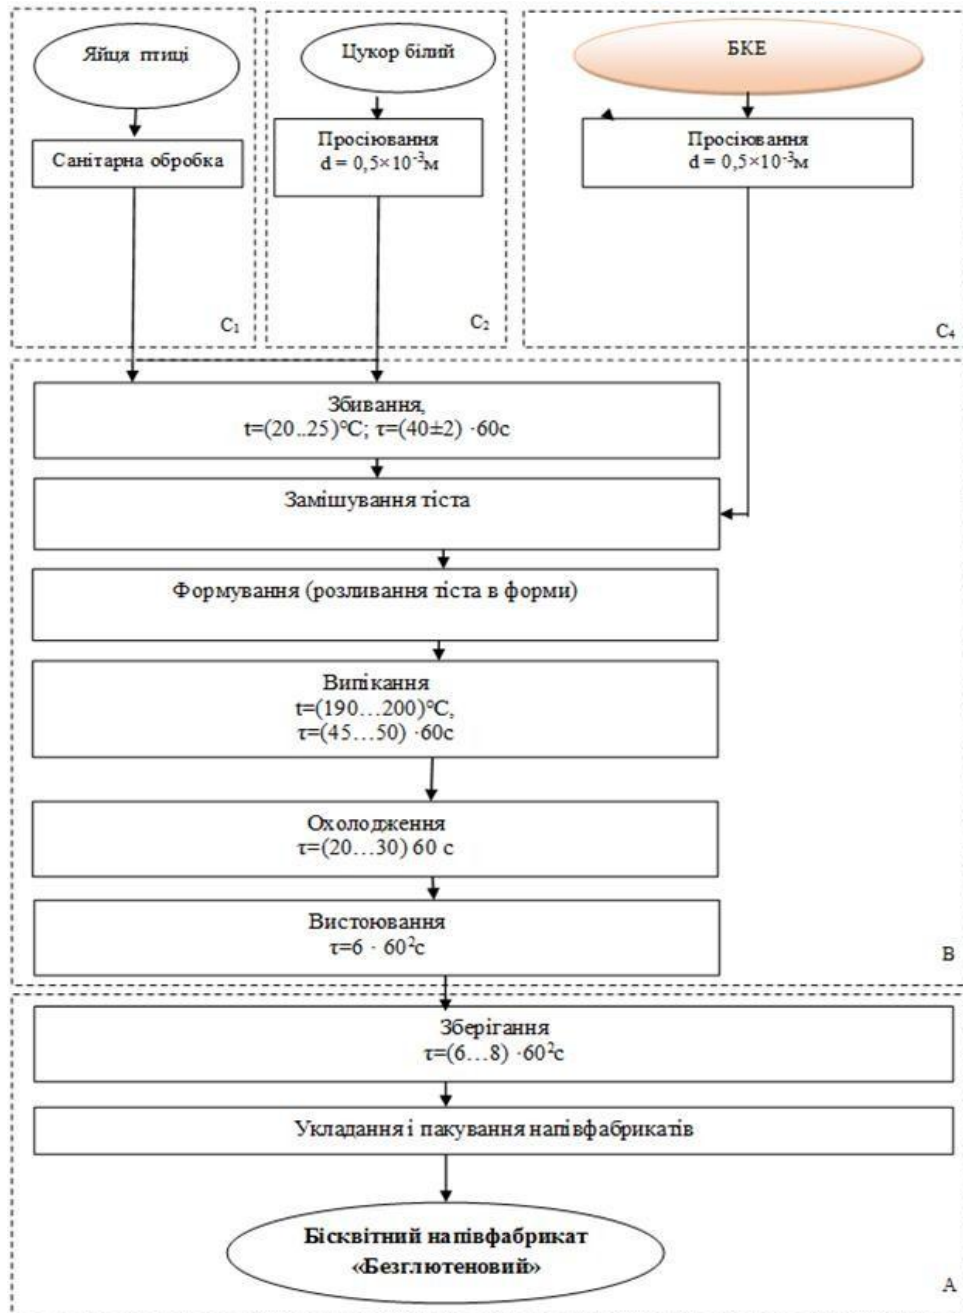 Яйця птиці
Цукор білий
БКЕ
Санітарна обробка
Просіювання
d = 0,5×10⁻³м
Просіювання
d = 0,5×10⁻³м
C₁
C₂
C₄
Збивання,
t=(20..25)°C; τ=(40±2) ·60с
Замішування тіста
Формування (розливання тіста в форми)
Випікання
t=(190…200)°C,
τ=(45…50) ·60с
Охолодження
τ=(20…30) 60 с
Вистоювання
τ=6 · 60²с
B
Зберігання
τ=(6…8) ·60²с
Укладання і пакування напівфабрикатів
Бісквітний напівфабрикат
«Безглютеновий»
A